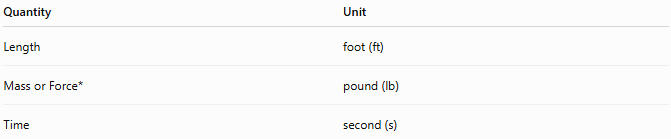 Quantity Unit
Length foot (ft)
Mass or Force* pound (lb)
Time second (s)